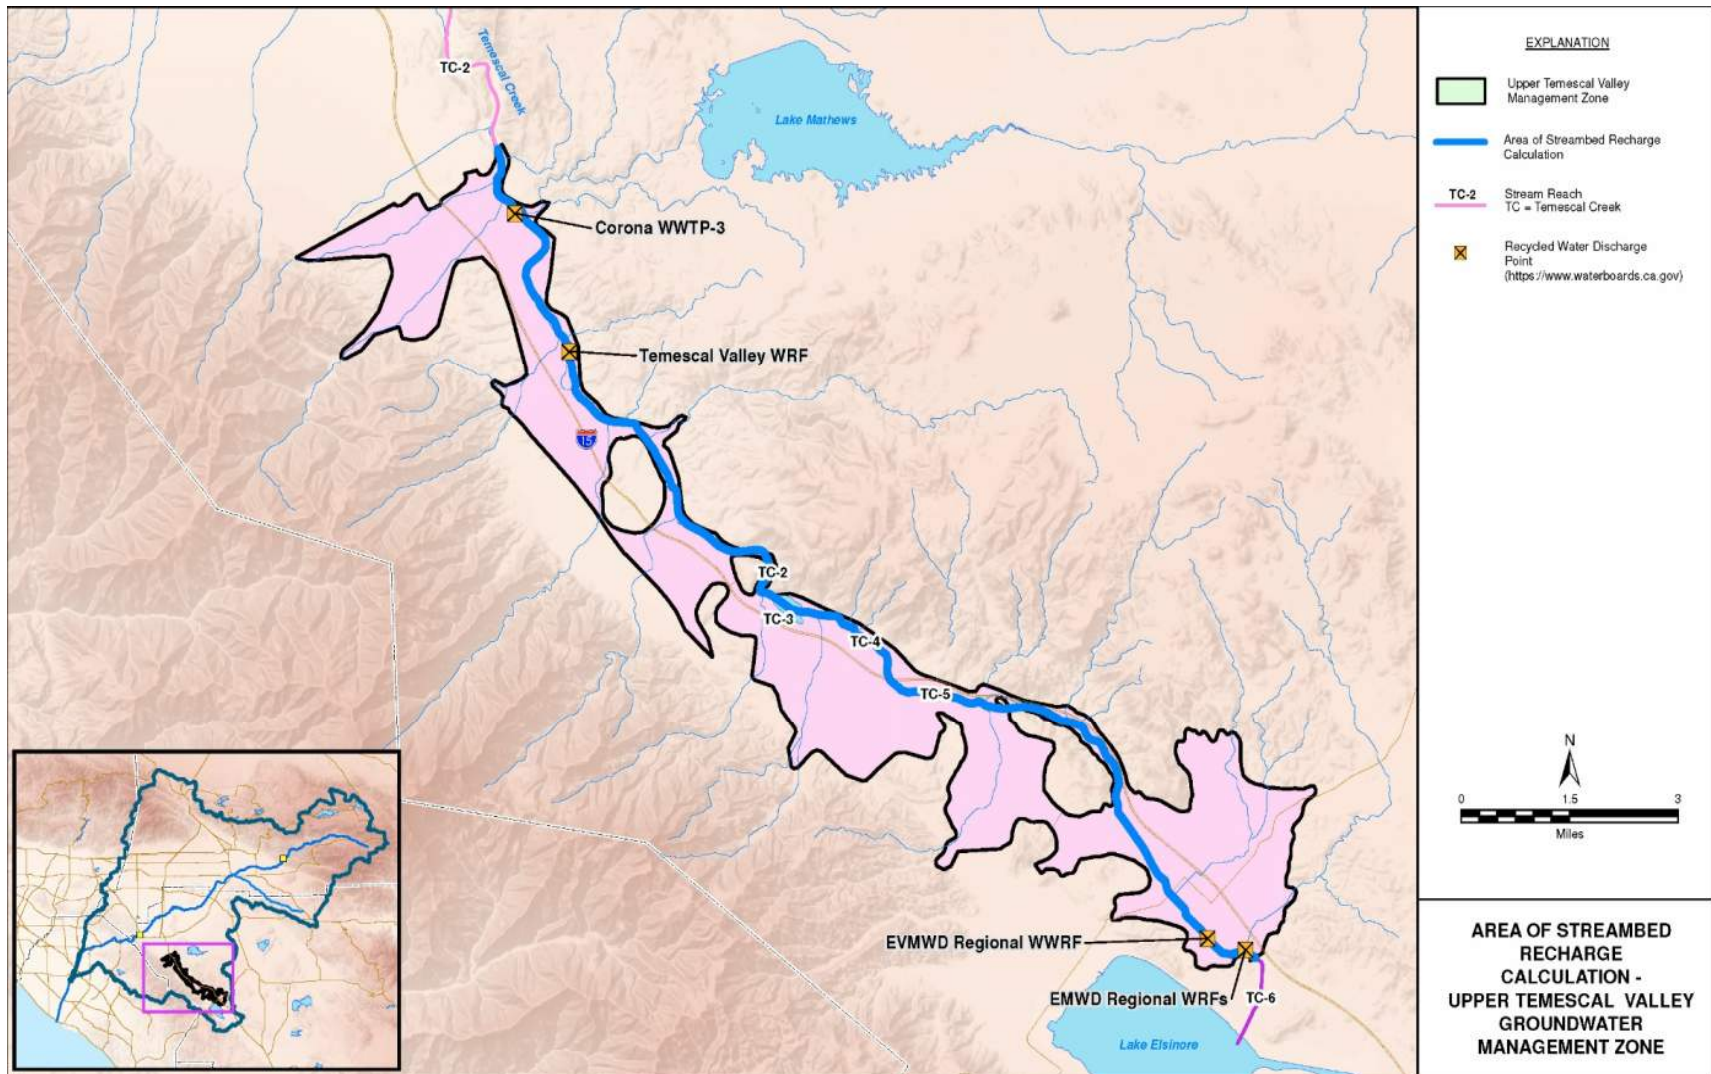 TC-2
Temescal Creek
Lake Mathews
Corona WWTP-3
Temescal Valley WRF
15
TC-2
TC-3
TC-4
TC-5
EVMWD Regional WWRF
EMWD Regional WRFs
TC-6
Lake Elsinore
EXPLANATION
Upper Temescal Valley
Management Zone
Area of Streambed Recharge
Calculation
TC-2
Stream Reach
TC = Temescal Creek
Recycled Water Discharge
Point
(https://www.waterboards.ca.gov)
N
0 1.5 3
Miles
AREA OF STREAMBED
RECHARGE
CALCULATION -
UPPER TEMESCAL VALLEY
GROUNDWATER
MANAGEMENT ZONE